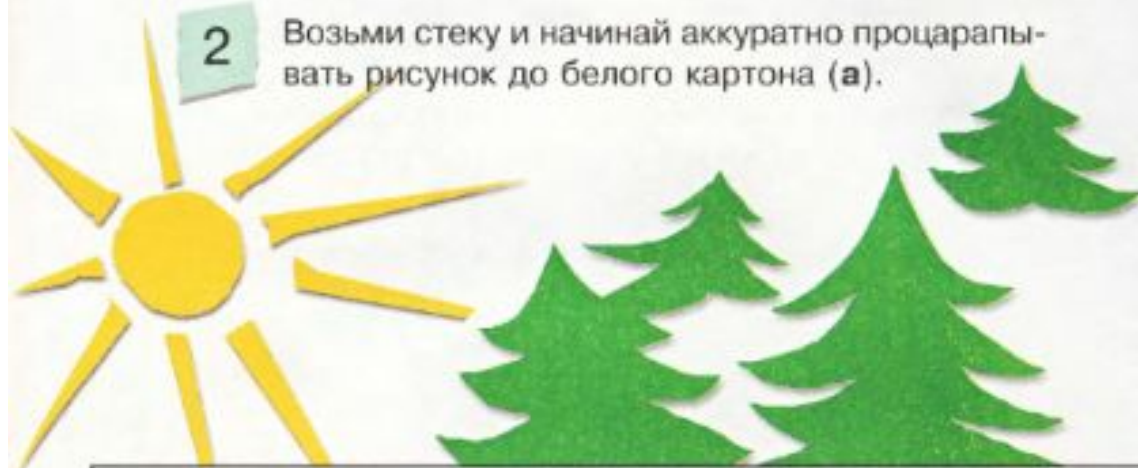 2
Возьми стеку и начинай аккуратно процарапы-
вать рисунок до белого картона (а).